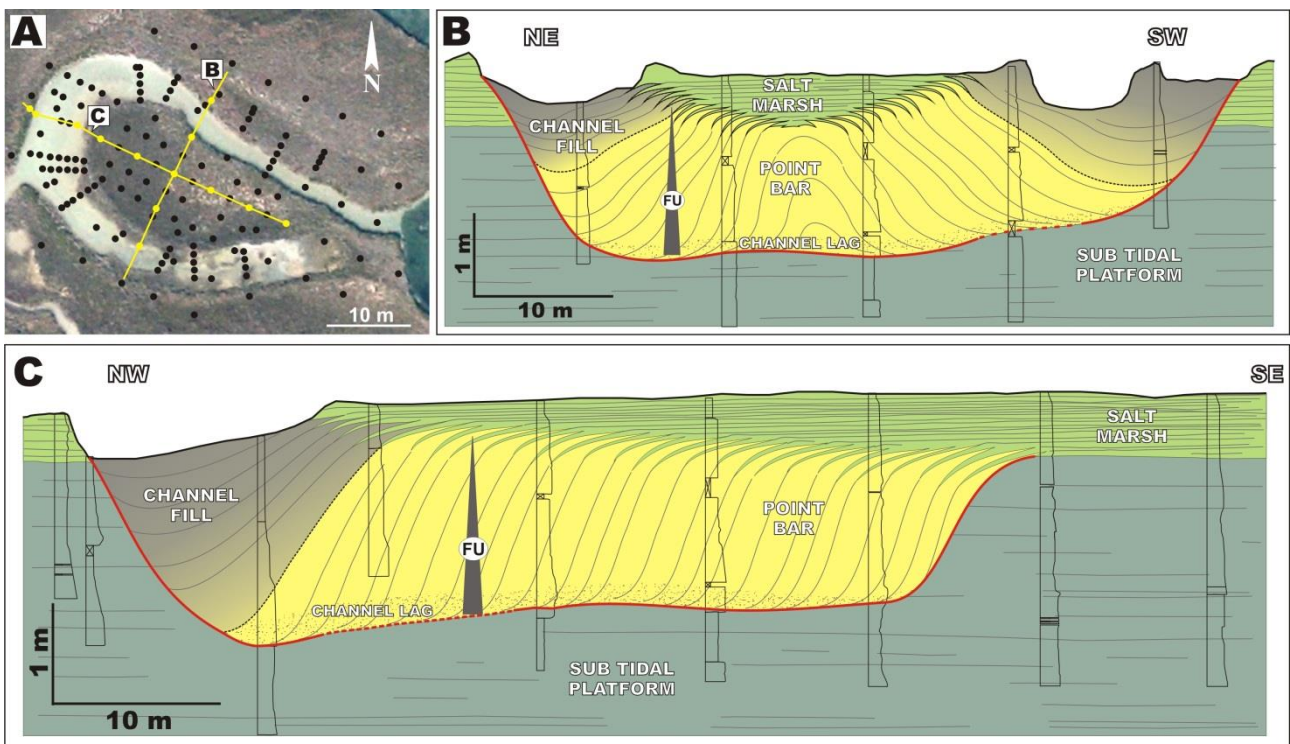 A
B
C
N
10 m
B
NE
SW
SALT
MARSH
CHANNEL
FILL
POINT
BAR
FU
CHANNEL LAG
SUB TIDAL
PLATFORM
1 m
10 m
C
NW
SE
SALT
MARSH
CHANNEL
FILL
POINT
BAR
FU
CHANNEL LAG
SUB TIDAL
PLATFORM
1 m
10 m